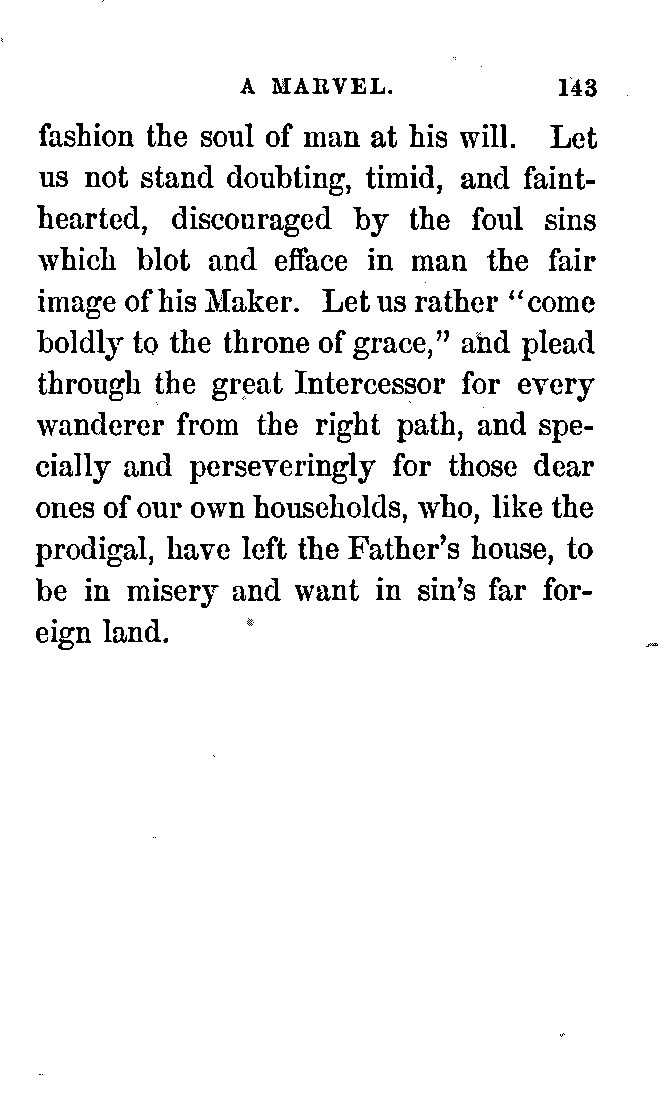 A MARVEL. 143
fashion the soul of man at his will. Let
us not stand doubting, timid, and faint-
hearted, discouraged by the foul sins
which blot and efface in man the fair
image of his Maker. Let us rather “come
boldly to the throne of grace,” and plead
through the great Intercessor for every
wanderer from the right path, and spe-
cially and perseveringly for those dear
ones of our own households, who, like the
prodigal, have left the Father’s house, to
be in misery and want in sin’s far for-
eign land.